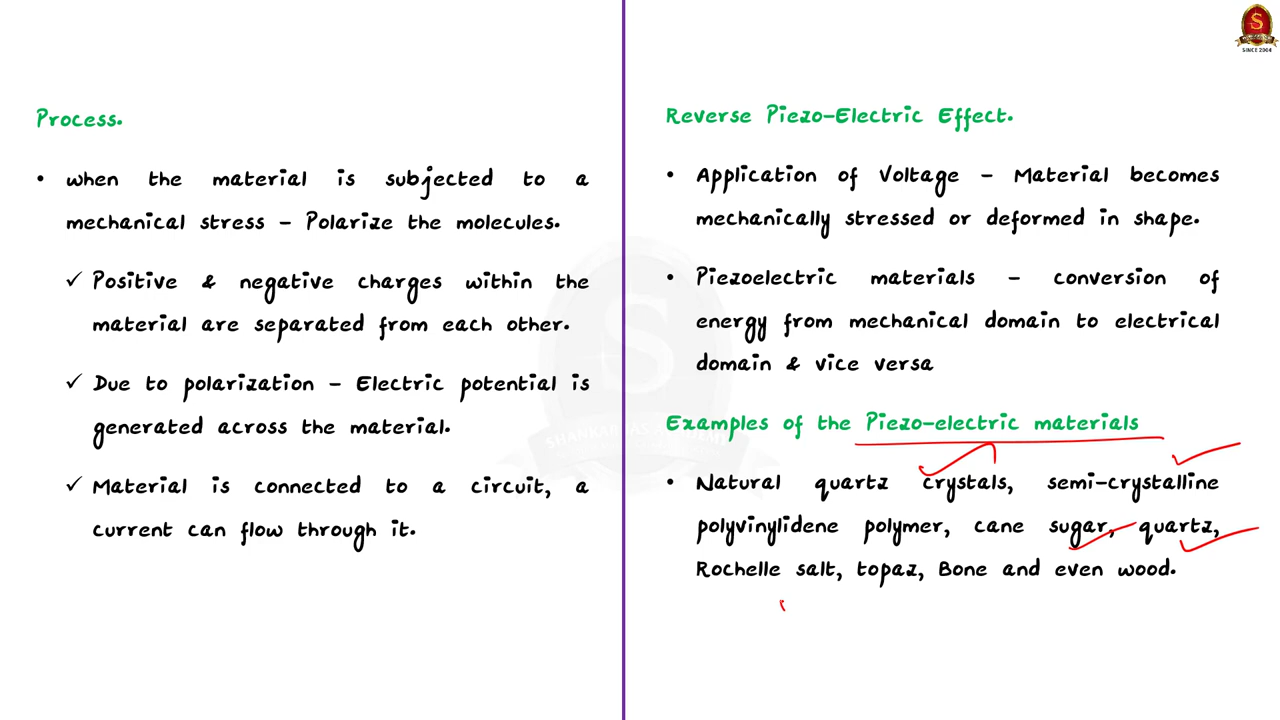 Process.
• when the material is subjected to a
mechanical stress – Polarize the molecules.
✓ Positive & negative charges within the
material are separated from each other.
✓ Due to polarization – Electric potential is
generated across the material.
✓ Material is connected to a circuit, a
current can flow through it.
Reverse Piezo-Electric Effect.
• Application of Voltage – Material becomes
mechanically stressed or deformed in shape.
• Piezoelectric materials – conversion of
energy from mechanical domain to electrical
domain & vice versa
Examples of the Piezo-electric materials
• Natural quartz crystals, semi-crystalline
polyvinylidene polymer, cane sugar, quartz,
Rochelle salt, topaz, Bone and even wood.
S
SINCE 2004